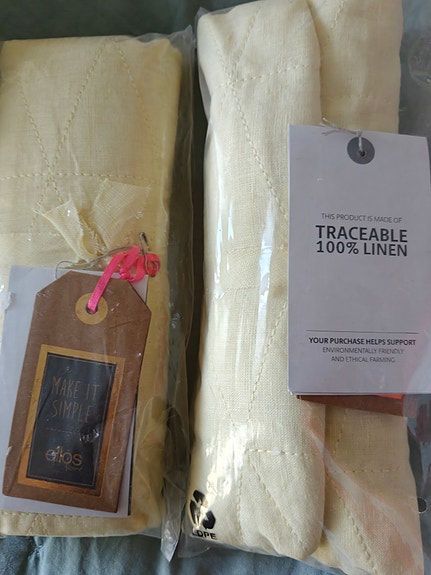 THIS PRODUCT IS MADE OF
TRACEABLE
100% LINEN
YOUR PURCHASE HELPS SUPPORT
ENVIRONMENTALLY FRIENDLY
AND ETHICAL FARMING.
MAKE IT
SIMPLE
ellos
LDPE